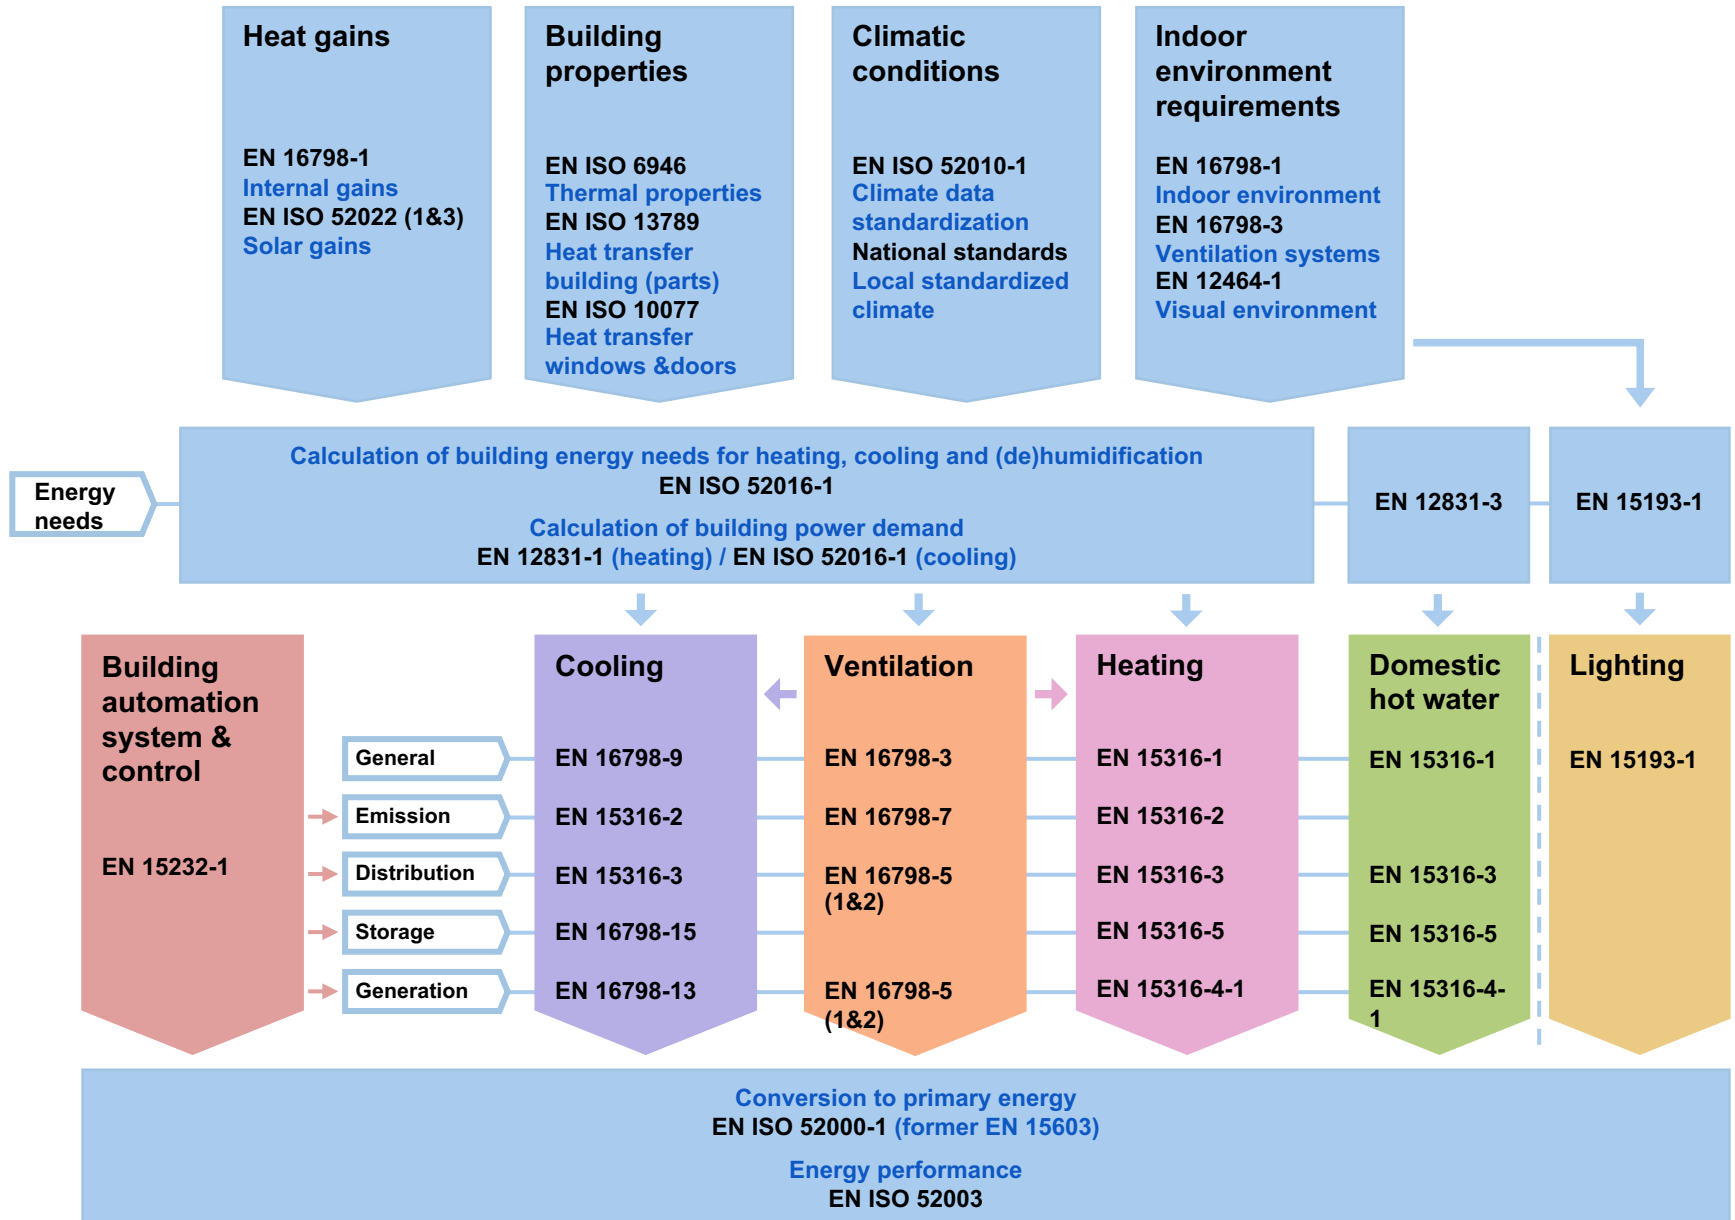 Heat gains
EN 16798-1
Internal gains
EN ISO 52022 (1&3)
Solar gains
Building
properties
EN ISO 6946
Thermal properties
EN ISO 13789
Heat transfer
building (parts)
EN ISO 10077
Heat transfer
windows &doors
Climatic
conditions
EN ISO 52010-1
Climate data
standardization
National standards
Local standardized
climate
Indoor
environment
requirements
EN 16798-1
Indoor environment
EN 16798-3
Ventilation systems
EN 12464-1
Visual environment
Energy
needs
Calculation of building energy needs for heating, cooling and (de)humidification
EN ISO 52016-1
Calculation of building power demand
EN 12831-1 (heating) / EN ISO 52016-1 (cooling)
EN 12831-3
EN 15193-1
Building
automation
system &
control
EN 15232-1
General
Emission
Distribution
Storage
Generation
Cooling
EN 16798-9
EN 15316-2
EN 15316-3
EN 16798-15
EN 16798-13
Ventilation
EN 16798-3
EN 16798-7
EN 16798-5
(1&2)
EN 16798-5
(1&2)
Heating
EN 15316-1
EN 15316-2
EN 15316-3
EN 15316-5
EN 15316-4-1
Domestic
hot water
EN 15316-1
EN 15316-3
EN 15316-5
EN 15316-4-
1
Lighting
EN 15193-1
Conversion to primary energy
EN ISO 52000-1 (former EN 15603)
Energy performance
EN ISO 52003